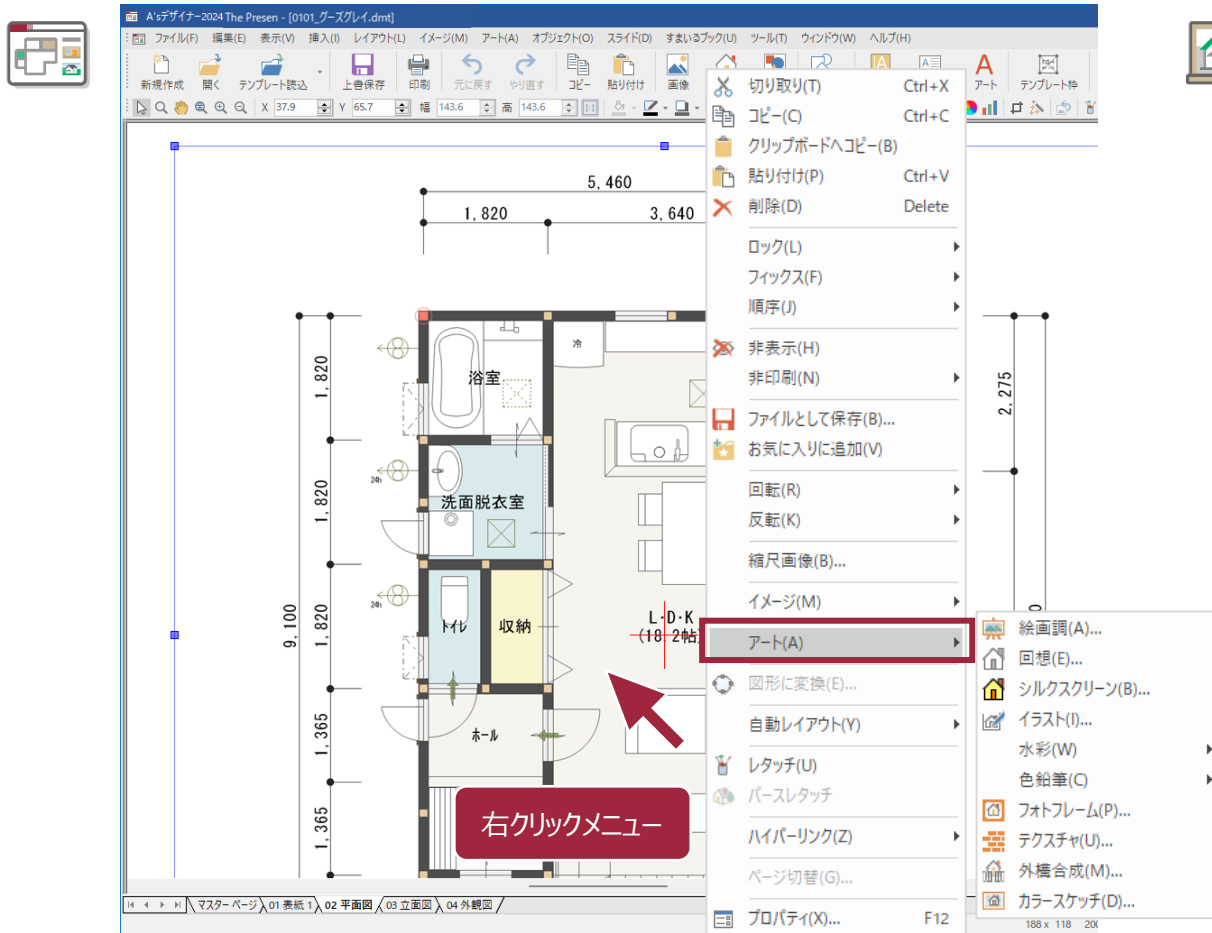 A'sデザイナー2024 The Presen - [0101_グーズグレイ.dmt]
ファイル(F) 編集(E) 表示(V) 挿入(I) レイアウト(L) イメージ(M) アート(A) オブジェクト(O) スライド(D) すまいるブック(U) ツール(T) ウィンドウ(W) ヘルプ(H)
新規作成 開く テンプレート読込 上書保存 印刷 元に戻す やり直す コピー 貼り付け 画像 アート テンプレート枠
X 37.9 Y 65.7 幅 143.6 高 143.6
切り取り(T) Ctrl+X
コピー(C) Ctrl+C
クリップボードへコピー(B)
貼り付け(P) Ctrl+V
削除(D) Delete
ロック(L)
フィックス(F)
順序(J)
非表示(H)
非印刷(N)
ファイルとして保存(B)...
お気に入りに追加(V)
回転(R)
反転(K)
縮尺画像(B)...
イメージ(M)
アート(A)
図形に変換(E)...
自動レイアウト(Y)
レタッチ(U)
パースレタッチ
ハイパーリンク(Z)
ページ切替(G)...
プロパティ(X)... F12
絵画調(A)...
回想(E)...
シルクスクリーン(B)...
イラスト(I)...
水彩(W)
色鉛筆(C)
フォトフレーム(P)...
テクスチャ(U)...
外構合成(M)...
カラースケッチ(D)...
5,460
1,820 3,640
1,820
1,820
1,820
1,365
1,365
9,100
2,275
冷
浴室
24h
洗面脱衣室
24h
トイレ
収納
L・D・K
(18.2帖
ホール
右クリックメニュー
マスター ページ 01 表紙 1 02 平面図 03 立面図 04 外観図
188 x 118